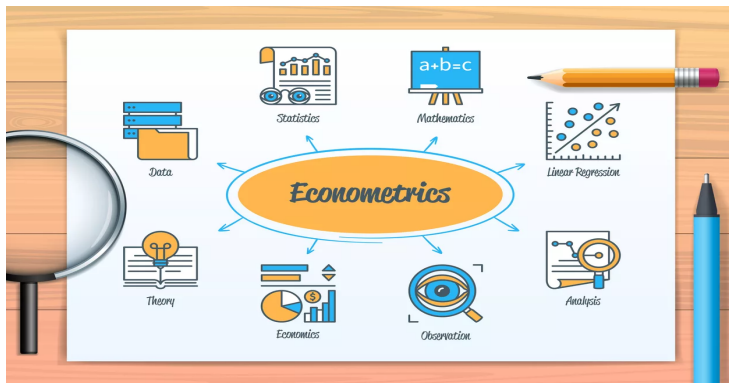 Statistics
a+b=c
Mathematics
Data
Linear Regression
Econometrics
Theory
$
Economics
Observation
Analysis